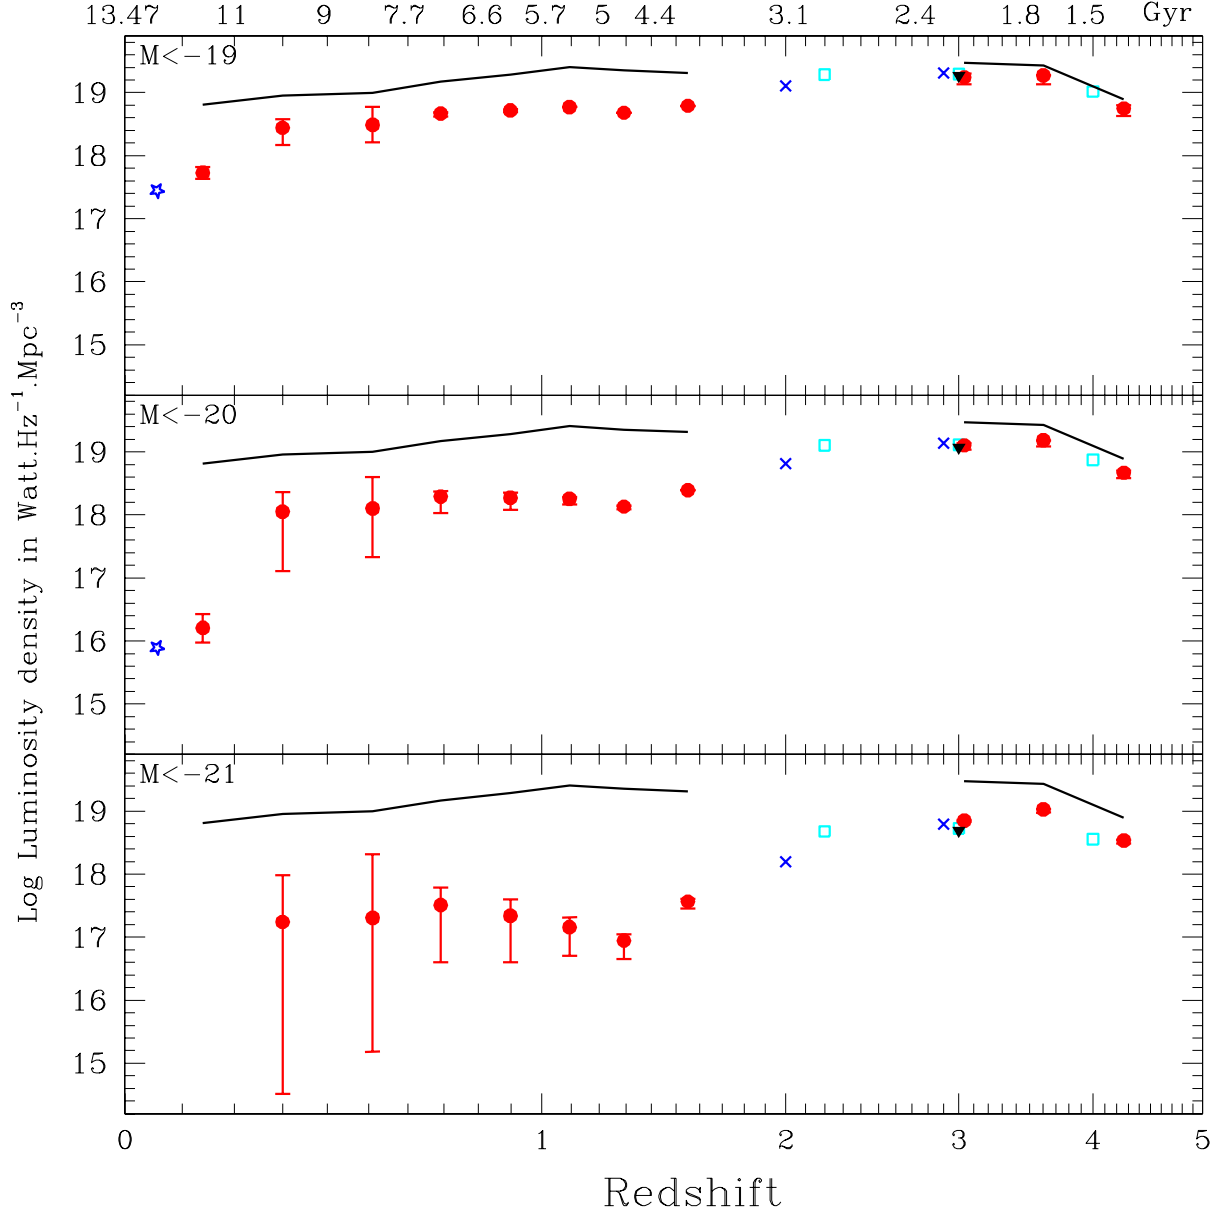 13.47 11 9 7.7 6.6 5.7 5 4.4 3.1 2.4 1.8 1.5 Gyr
M<-19
19
18
17
16
15
M<-20
19
18
17
16
15
M<-21
19
18
17
16
15
0 1 2 3 4 5
Redshift
Log Luminosity density in Watt.Hz⁻¹.Mpc⁻³